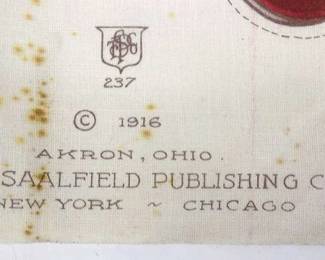 237
© 1916
AKRON, OHIO.
SAALFIELD PUBLISHING C
NEW YORK ~ CHICAGO